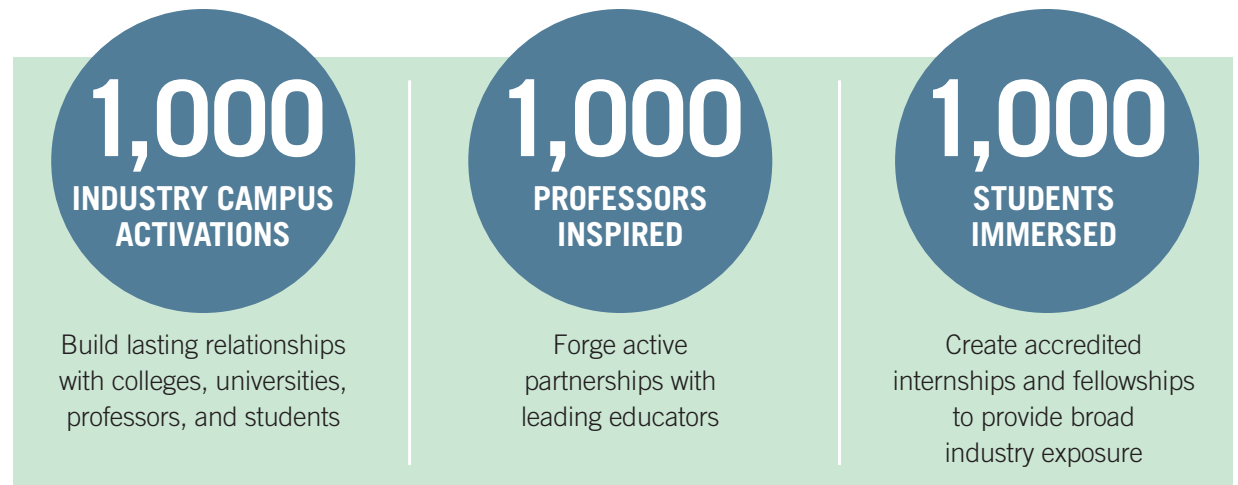 1,000
INDUSTRY CAMPUS
ACTIVATIONS
Build lasting relationships
with colleges, universities,
professors, and students
1,000
PROFESSORS
INSPIRED
Forge active
partnerships with
leading educators
1,000
STUDENTS
IMMERSED
Create accredited
internships and fellowships
to provide broad
industry exposure